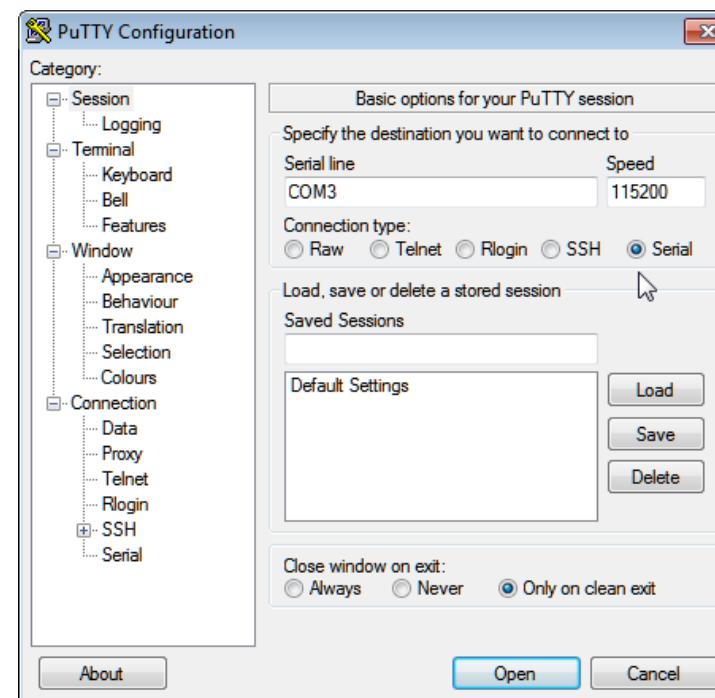 PuTTY Configuration
Category:
Session
Logging
Terminal
Keyboard
Bell
Features
Window
Appearance
Behaviour
Translation
Selection
Colours
Connection
Data
Proxy
Telnet
Rlogin
SSH
Serial
Basic options for your PuTTY session
Specify the destination you want to connect to
Serial line Speed
COM3 115200
Connection type:
Raw Telnet Rlogin SSH Serial
Load, save or delete a stored session
Saved Sessions
Default Settings
Load
Save
Delete
Close window on exit:
Always Never Only on clean exit
About Open Cancel